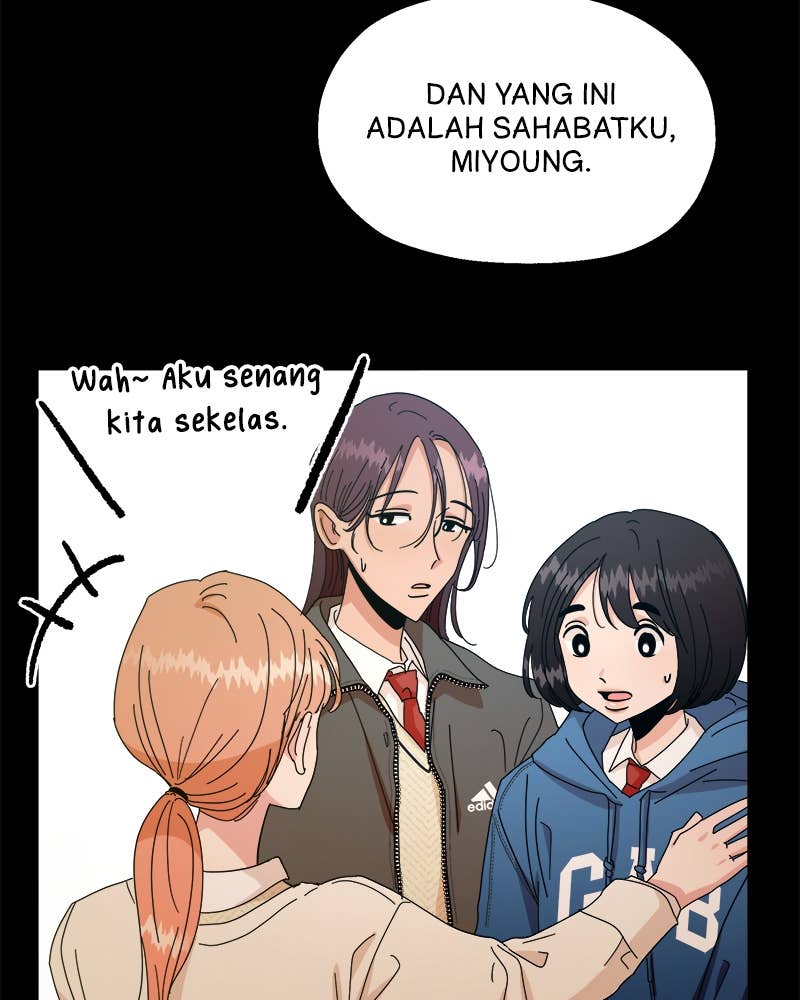 DAN YANG INI
ADALAH SAHABATKU,
MIYOUNG.
Wah~ Aku senang
kita sekelas.